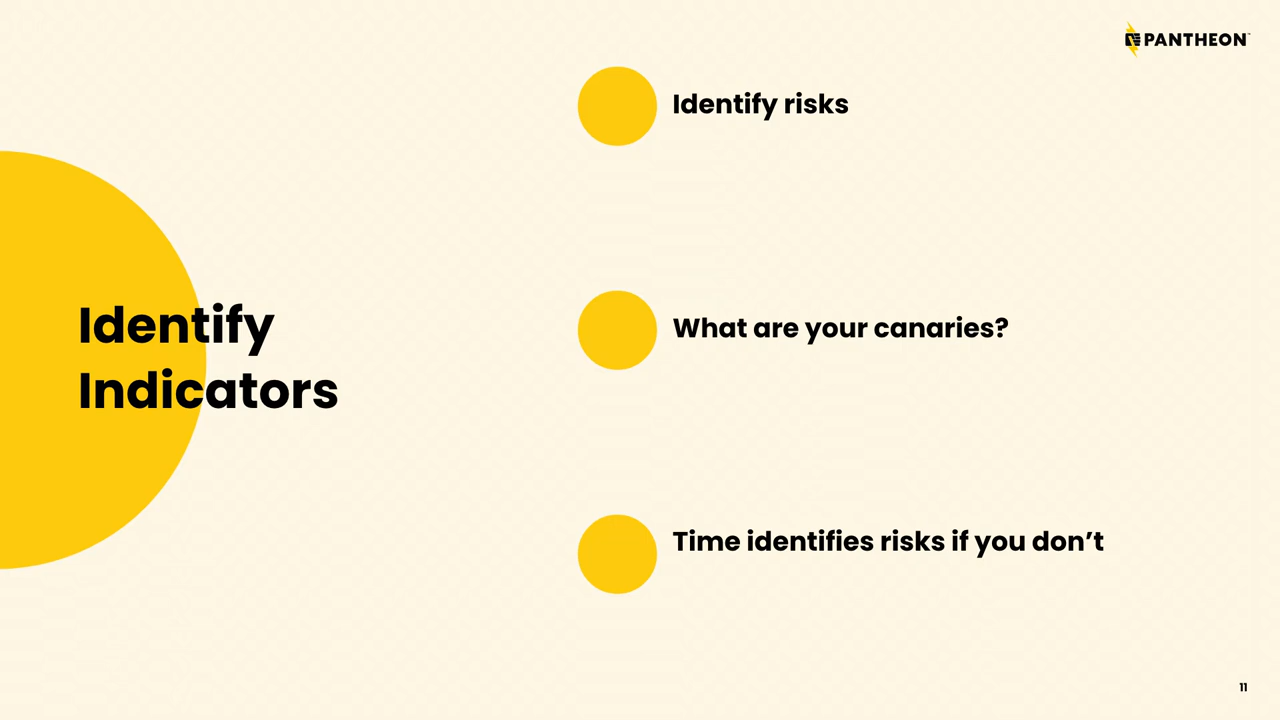 PANTHEON
Identify risks
Identify
Indicators
What are your canaries?
Time identifies risks if you don’t
11